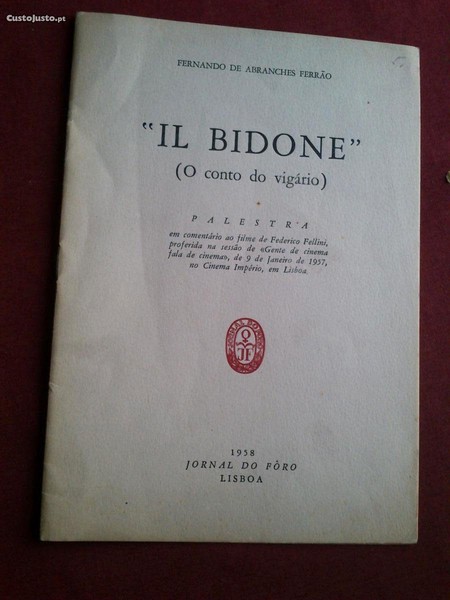 CustoJusto.pt
FERNANDO DE ABRANCHES FERRÃO
"IL BIDONE"
(O conto do vigário)
PALESTRA
em comentário ao filme de Federico Fellini,
proferida na sessão de «Gente de cinema
fala de cinema», de 9 de Janeiro de 1957,
no Cinema Império, em Lisboa.
JF
1958
JORNAL DO FÔRO
LISBOA